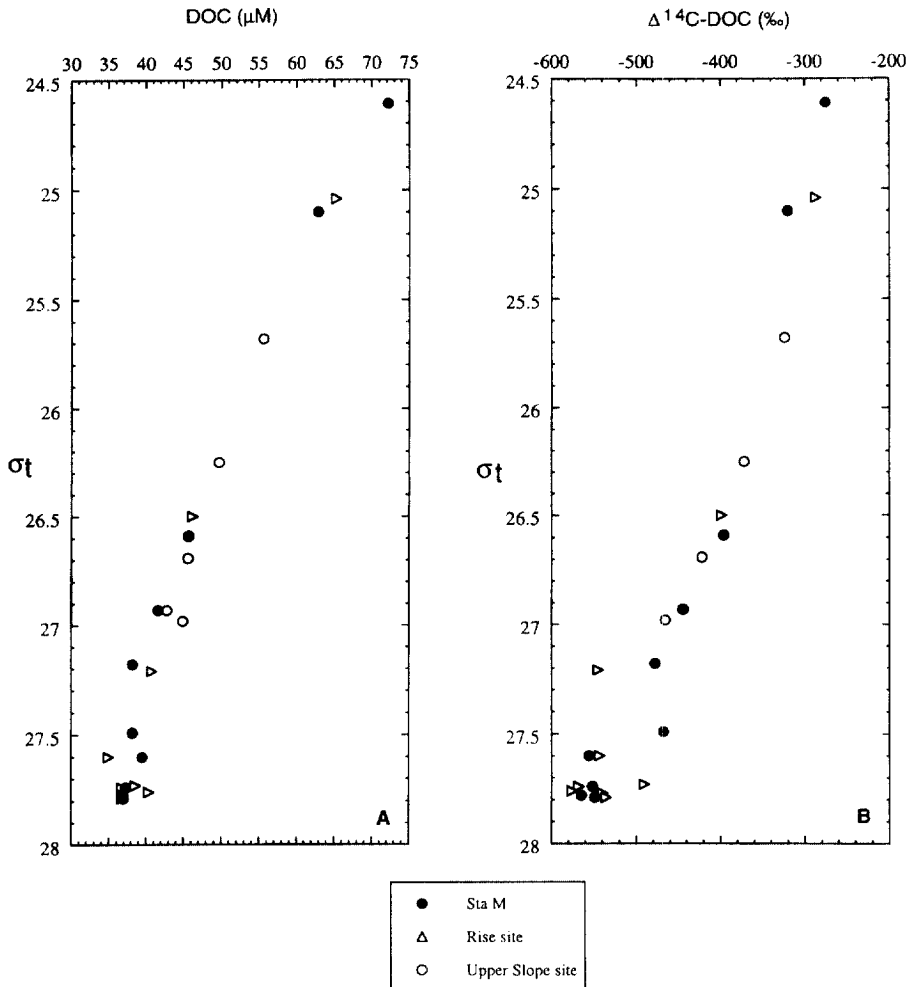 DOC (μM)
30 35 40 45 50 55 60 65 70 75
24.5
25
25.5
26
σt
26.5
27
27.5
28
A
Δ 14C-DOC (‰)
-600 -500 -400 -300 -200
24.5
25
25.5
26
σt
26.5
27
27.5
28
B
Sta M
Rise site
Upper Slope site